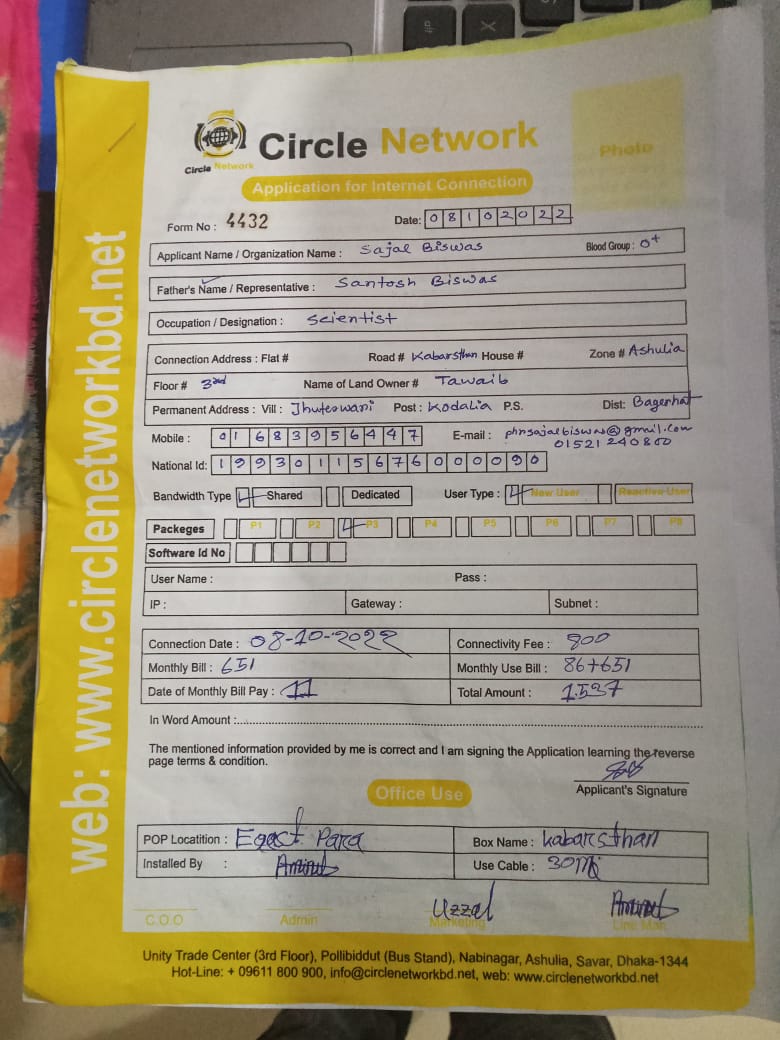 Circle Network
Circle Network
Application for Internet Connection
Photo
Form No : 4432
Date: 08102022
Applicant Name / Organization Name : Sajal Biswas Blood Group : O+
Father's Name / Representative : Santosh Biswas
Occupation / Designation : Scientist
Connection Address : Flat # Road # Kabarsthan House # Zone # Ashulia
Floor # 3rd Name of Land Owner # Tawaib
Permanent Address : Vill : Jhuteswani Post : Kodalia P.S. Dist: Bagerhat
Mobile : 01683956447 E-mail : phnsajalbiswas@gmail.com
01521240800
National Id: 19930115676000090
Bandwidth Type Shared Dedicated User Type : New User Reactive User
Packeges P1 P2 P3 P4 P5 P6 P7 P8
Software Id No
User Name : Pass :
IP : Gateway : Subnet :
Connection Date : 08-10-2022 Connectivity Fee : 800
Monthly Bill : 651 Monthly Use Bill : 86+651
Date of Monthly Bill Pay : 11 Total Amount : 1537
In Word Amount :
The mentioned information provided by me is correct and I am signing the Application learning the reverse
page terms & condition.
Applicant's Signature
Office Use
POP Locatition : Para Box Name : Kabarsthan
Installed By : Use Cable : 30m
Uzzal
C.O.O Admin Marketing Line Man
Unity Trade Center (3rd Floor), Pollibiddut (Bus Stand), Nabinagar, Ashulia, Savar, Dhaka-1344
Hot-Line: + 09611 800 900, info@circlenetworkbd.net, web: www.circlenetworkbd.net
web: www.circlenetworkbd.net